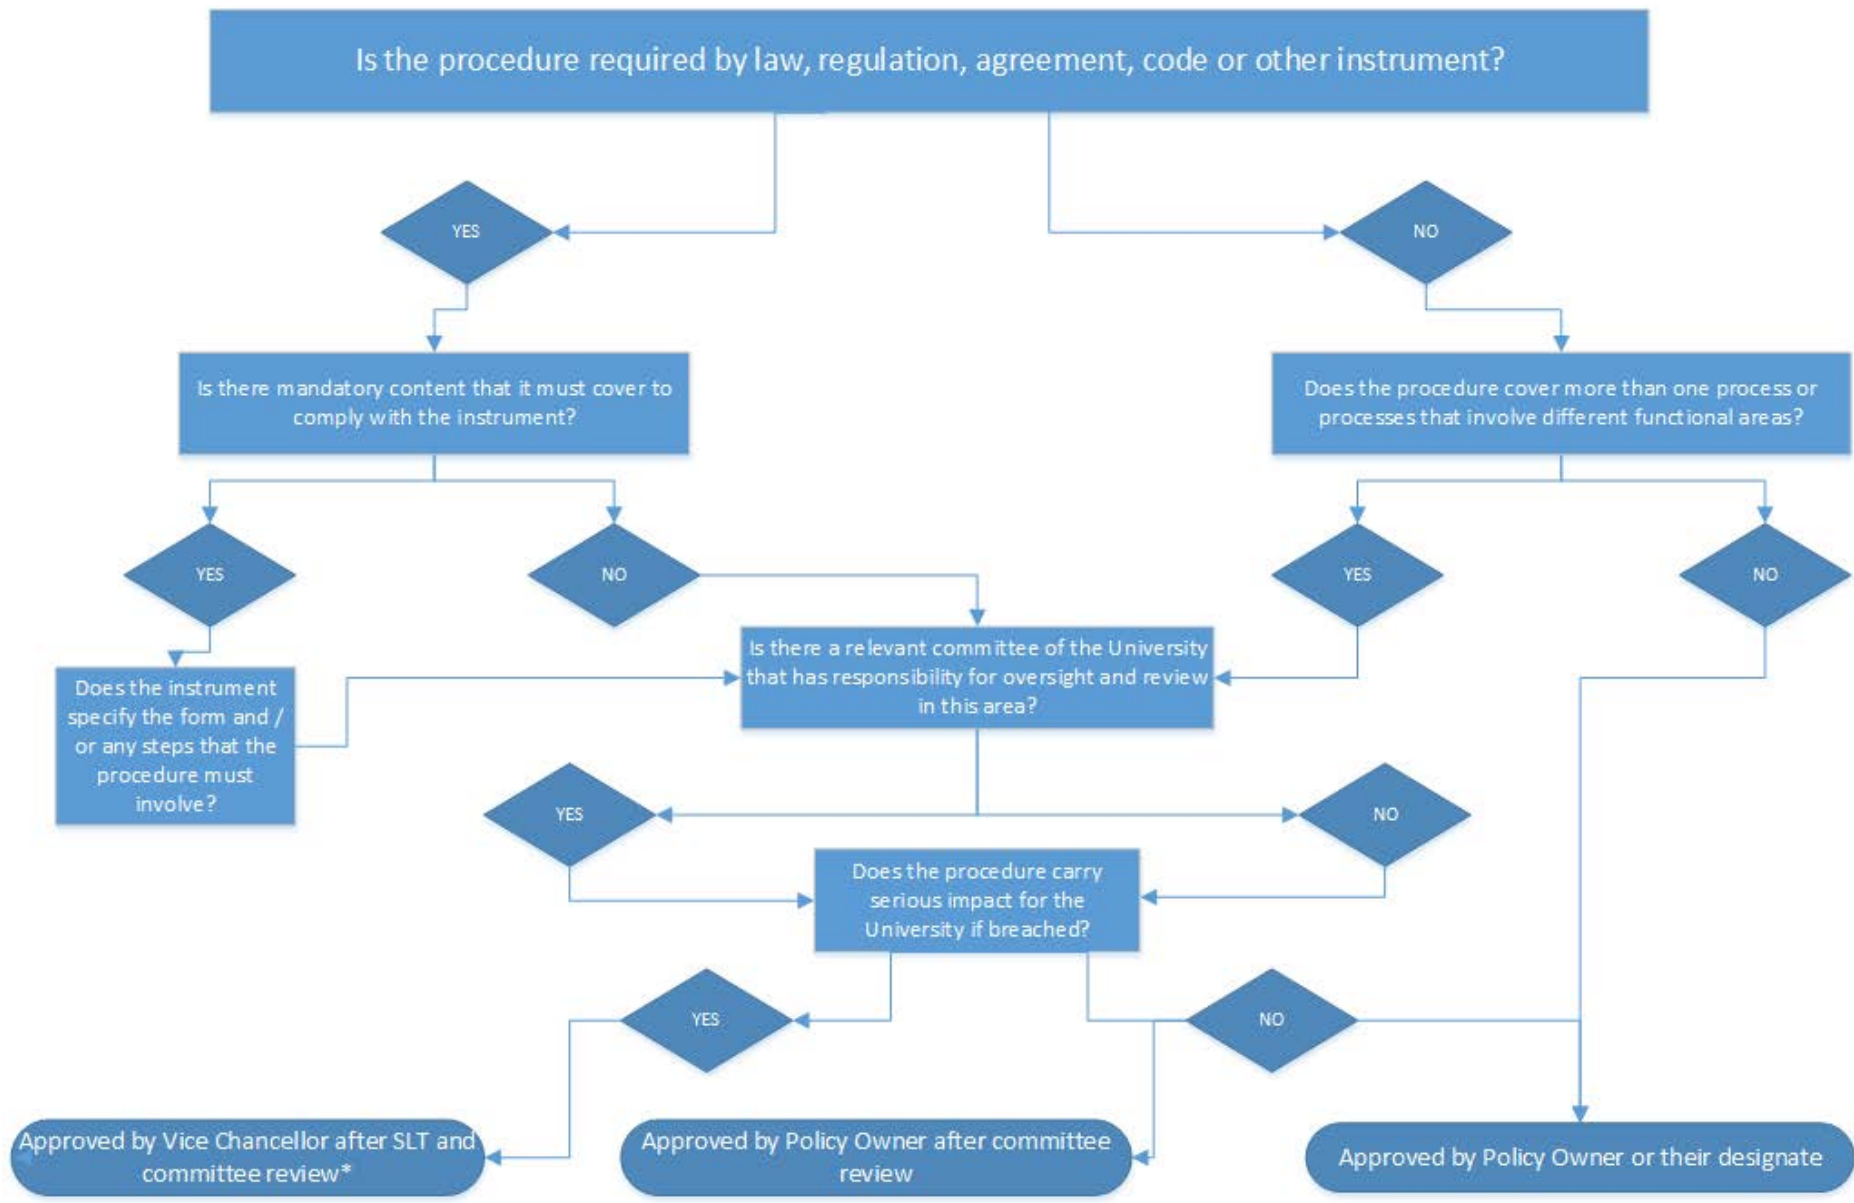 Is the procedure required by law, regulation, agreement, code or other instrument?
YES
NO
Is there mandatory content that it must cover to
comply with the instrument?
Does the procedure cover more than one process or
processes that involve different functional areas?
YES
NO
YES
NO
Is there a relevant committee of the University
that has responsibility for oversight and review
in this area?
Does the instrument
specify the form and /
or any steps that the
procedure must
involve?
YES
NO
Does the procedure carry
serious impact for the
University if breached?
YES
NO
Approved by Vice Chancellor after SLT and
committee review*
Approved by Policy Owner after committee
review
Approved by Policy Owner or their designate